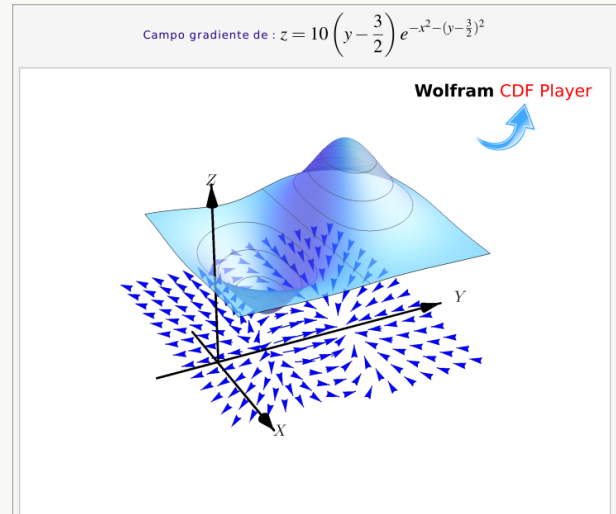 Campo gradiente de : z = 10 (y − 3/2) e^{−x²−(y−3/2)²}
Wolfram CDF Player
Z
Y
X